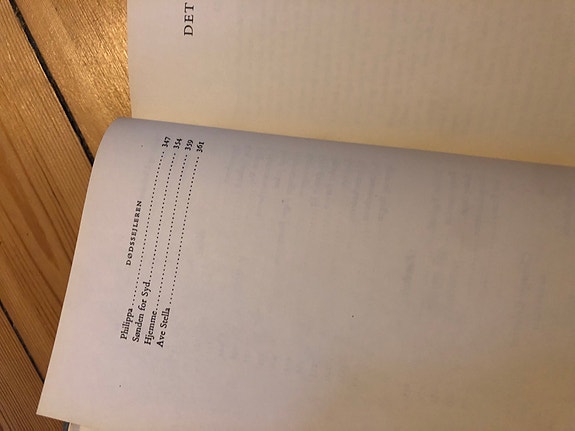 DØDSSEJLEREN
Philippa 347
Sønden for Syd. 354
Hjemme 359
Ave Stella 361
DET